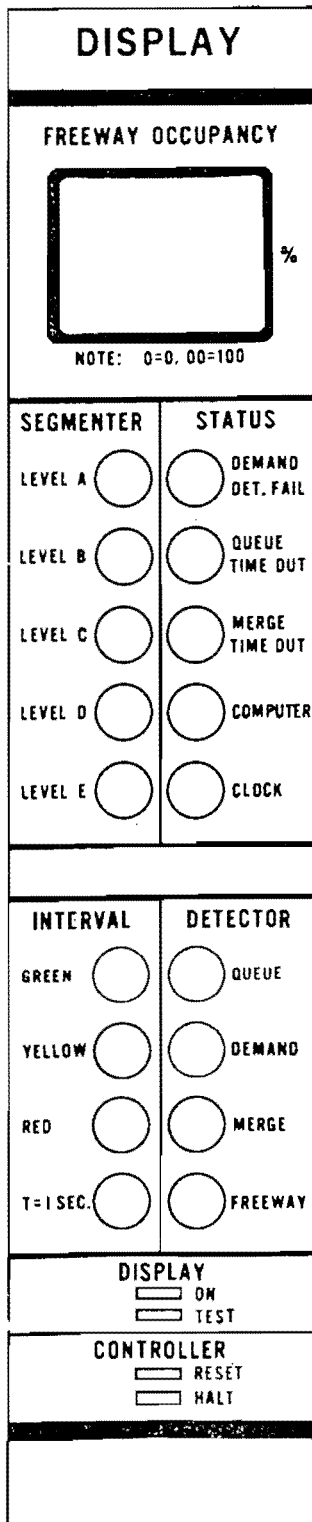 DISPLAY
FREEWAY OCCUPANCY
%
NOTE: 0=0, 00=100
SEGMENTER
LEVEL A
LEVEL B
LEVEL C
LEVEL D
LEVEL E
STATUS
DEMAND
DET. FAIL
QUEUE
TIME OUT
MERGE
TIME OUT
COMPUTER
CLOCK
INTERVAL
GREEN
YELLOW
RED
T=1 SEC.
DETECTOR
QUEUE
DEMAND
MERGE
FREEWAY
DISPLAY
ON
TEST
CONTROLLER
RESET
HALT